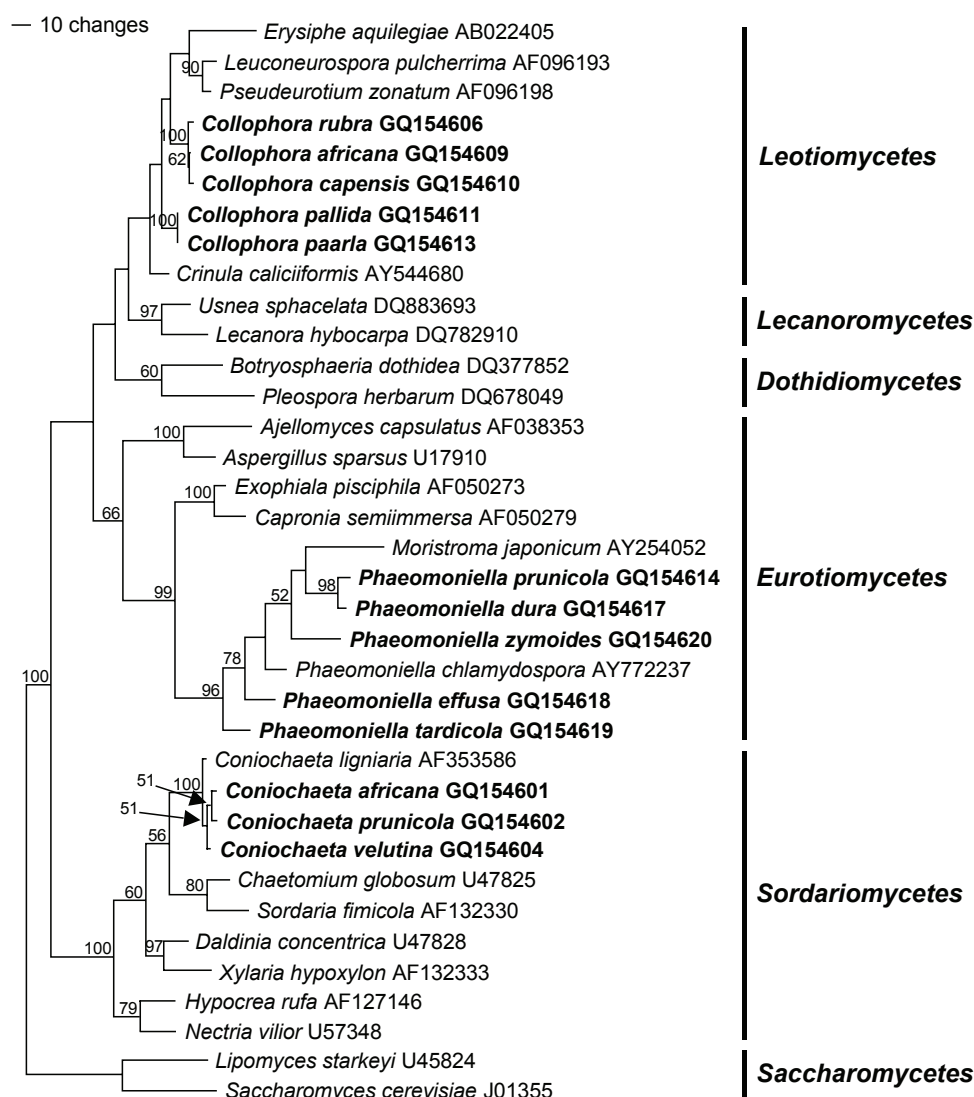 10 changes
Erysiphe aquilegiae AB022405
90
Leuconeurospora pulcherrima AF096193
Pseudeurotium zonatum AF096198
100
Collophora rubra GQ154606
Collophora africana GQ154609
62
Collophora capensis GQ154610
100
Collophora pallida GQ154611
Collophora paarla GQ154613
Crinula caliciiformis AY544680
Leotiomycetes
97
Usnea sphacelata DQ883693
Lecanora hybocarpa DQ782910
Lecanoromycetes
60
Botryosphaeria dothidea DQ377852
Pleospora herbarum DQ678049
Dothidiomycetes
100
Ajellomyces capsulatus AF038353
Aspergillus sparsus U17910
66
100
Exophiala pisciphila AF050273
Capronia semiimmersa AF050279
99
Moristroma japonicum AY254052
98
Phaeomoniella prunicola GQ154614
52
Phaeomoniella dura GQ154617
Phaeomoniella zymoides GQ154620
78
Phaeomoniella chlamydospora AY772237
96
Phaeomoniella effusa GQ154618
Phaeomoniella tardicola GQ154619
Eurotiomycetes
100
Coniochaeta ligniaria AF353586
51
100
Coniochaeta africana GQ154601
51
Coniochaeta prunicola GQ154602
Coniochaeta velutina GQ154604
56
80
Chaetomium globosum U47825
Sordaria fimicola AF132330
60
97
Daldinia concentrica U47828
Xylaria hypoxylon AF132333
100
79
Hypocrea rufa AF127146
Nectria vilior U57348
Sordariomycetes
Lipomyces starkeyi U45824
Saccharomyces cerevisiae J01355
Saccharomycetes